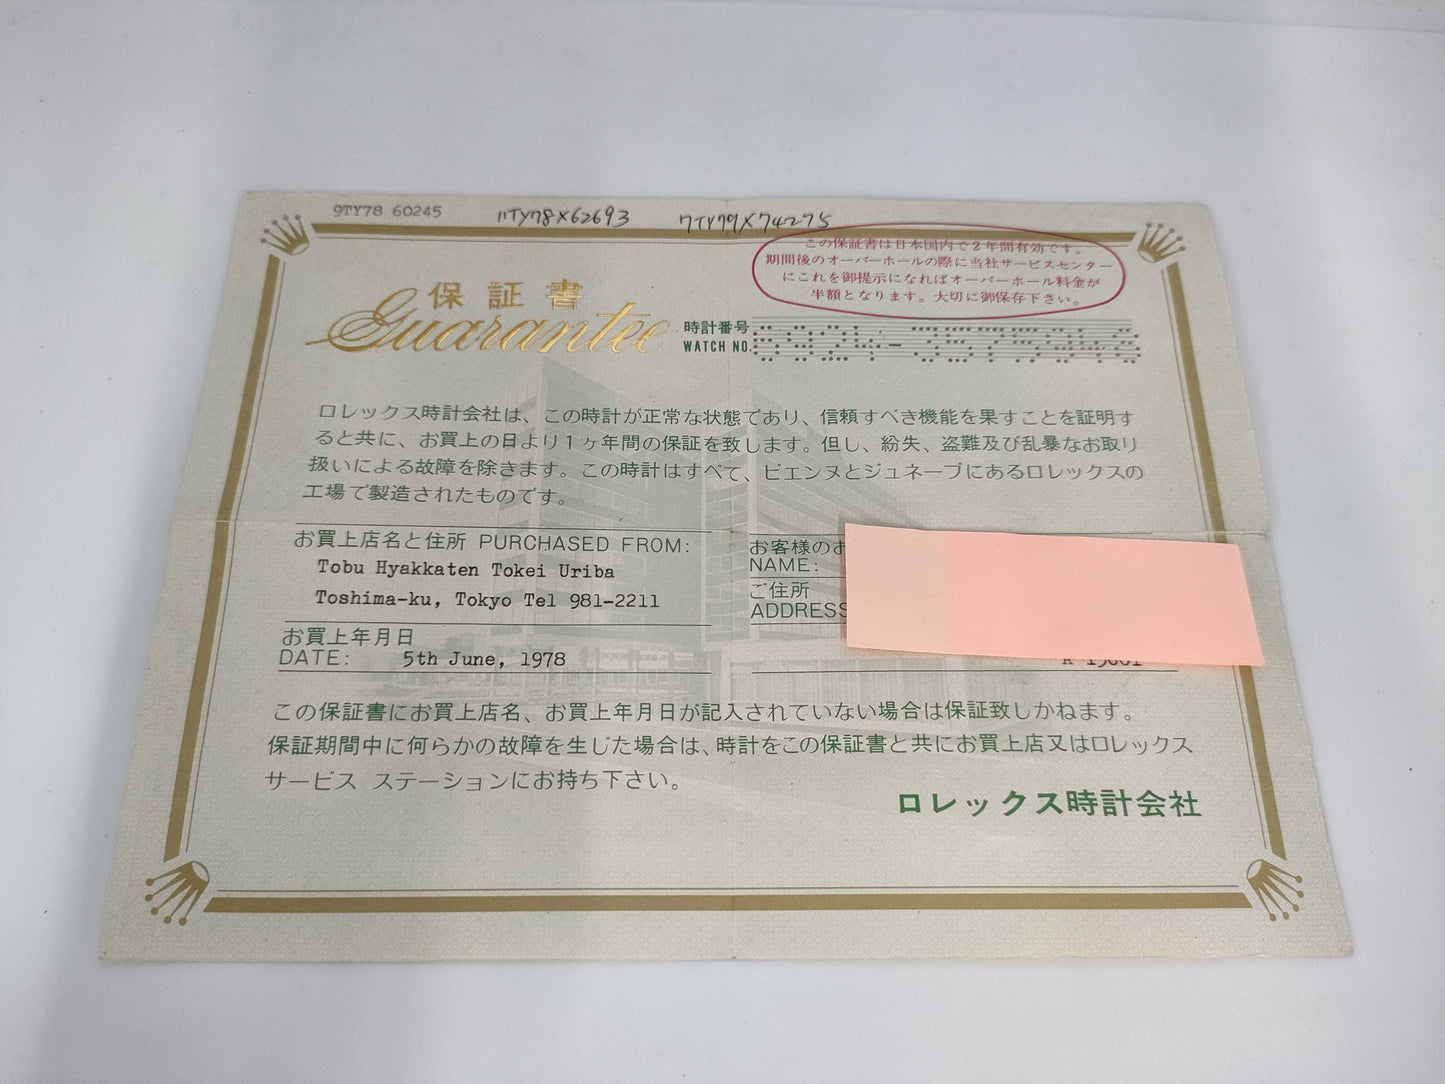 9TY78 60245
11TY78X62693
7TY79X74275
この保証書は日本国内で2年間有効です。
期間後のオーバーホールの際に当社サービスセンター
にこれを御提示になればオーバーホール料金が
半額となります。大切に御保存下さい。
保証書
Guarantee
時計番号
WATCH NO. 6924-3575948
ロレックス時計会社は、この時計が正常な状態であり、信頼すべき機能を果すことを証明す
ると共に、お買上の日より1ヶ年間の保証を致します。但し、紛失、盗難及び乱暴なお取り
扱いによる故障を除きます。この時計はすべて、ビエンヌとジュネーブにあるロレックスの
工場で製造されたものです。
お買上店名と住所 PURCHASED FROM:
Tobu Hyakkaten Tokei Uriba
Toshima-ku, Tokyo Tel 981-2211
お買上年月日
DATE: 5th June, 1978
お客様のお
NAME:
ご住所
ADDRESS
この保証書にお買上店名、お買上年月日が記入されていない場合は保証致しかねます。
保証期間中に何らかの故障を生じた場合は、時計をこの保証書と共にお買上店又はロレックス
サービス ステーションにお持ち下さい。
ロレックス時計会社